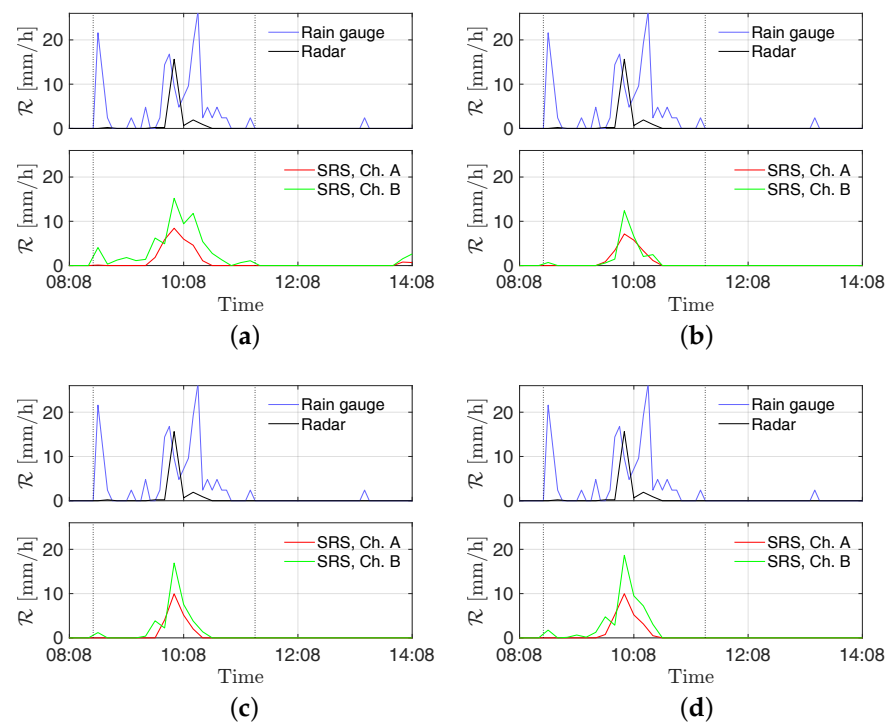 R [mm/h]
20
10
0
Rain gauge
Radar
R [mm/h]
20
10
0
SRS, Ch. A
SRS, Ch. B
08:08 10:08 12:08 14:08
Time
(a)
R [mm/h]
20
10
0
Rain gauge
Radar
R [mm/h]
20
10
0
SRS, Ch. A
SRS, Ch. B
08:08 10:08 12:08 14:08
Time
(b)
R [mm/h]
20
10
0
Rain gauge
Radar
R [mm/h]
20
10
0
SRS, Ch. A
SRS, Ch. B
08:08 10:08 12:08 14:08
Time
(c)
R [mm/h]
20
10
0
Rain gauge
Radar
R [mm/h]
20
10
0
SRS, Ch. A
SRS, Ch. B
08:08 10:08 12:08 14:08
Time
(d)